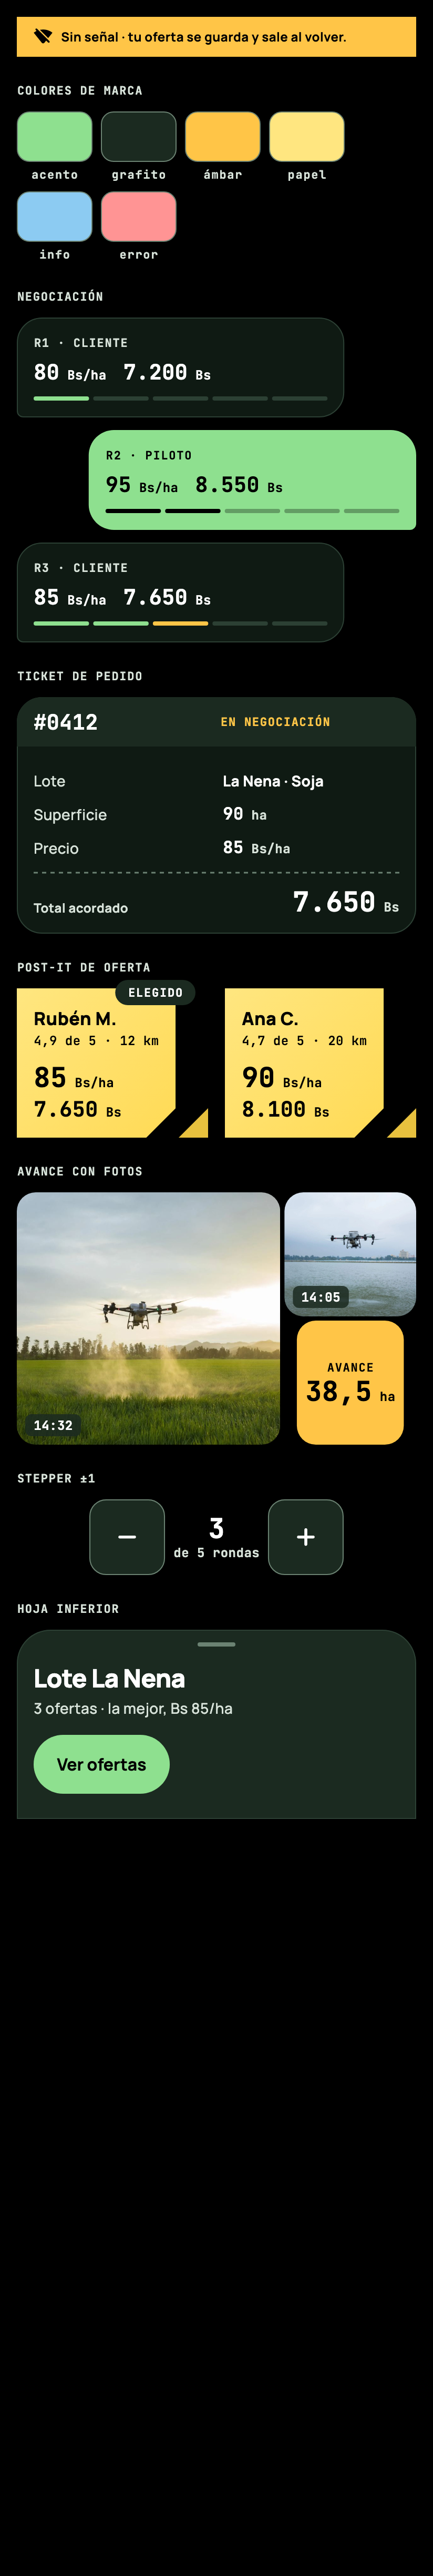 Sin señal · tu oferta se guarda y sale al volver.
COLORES DE MARCA
acento
grafito
ámbar
papel
info
error
NEGOCIACIÓN
R1 · CLIENTE
80 Bs/ha 7.200 Bs
R2 · PILOTO
95 Bs/ha 8.550 Bs
R3 · CLIENTE
85 Bs/ha 7.650 Bs
TICKET DE PEDIDO
#0412 EN NEGOCIACIÓN
Lote La Nena · Soja
Superficie 90 ha
Precio 85 Bs/ha
Total acordado 7.650 Bs
POST-IT DE OFERTA
ELEGIDO
Rubén M.
4,9 de 5 · 12 km
85 Bs/ha
7.650 Bs
Ana C.
4,7 de 5 · 20 km
90 Bs/ha
8.100 Bs
AVANCE CON FOTOS
14:32
14:05
AVANCE
38,5 ha
STEPPER ±1
3
de 5 rondas
HOJA INFERIOR
Lote La Nena
3 ofertas · la mejor, Bs 85/ha
Ver ofertas